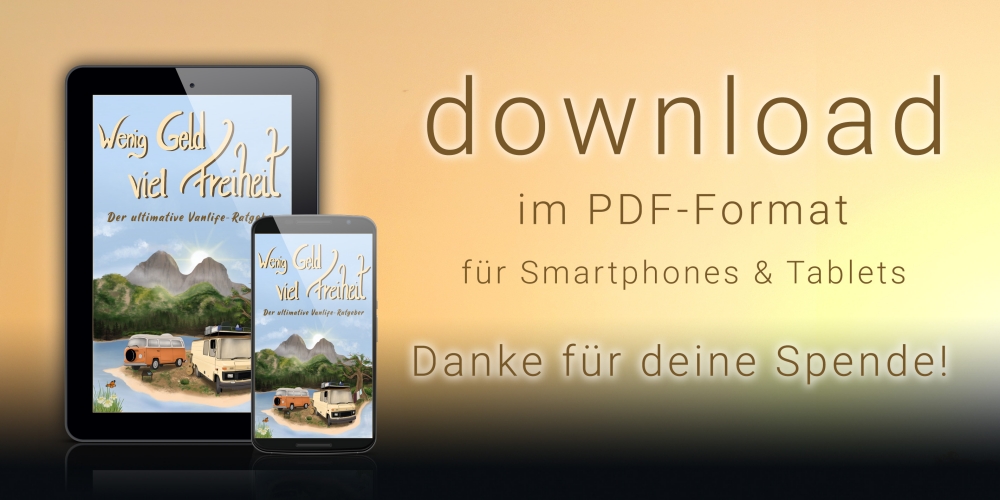 Wenig Geld
viel Freiheit
Der ultimative Vanlife-Ratgeber
Wenig Geld
viel Freiheit
Der ultimative Vanlife-Ratgeber
download
im PDF-Format
für Smartphones & Tablets
Danke für deine Spende!